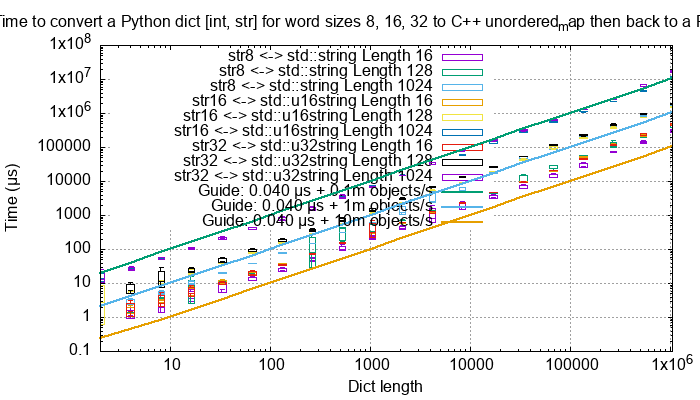 Time to convert a Python dict [int, str] for word sizes 8, 16, 32 to C++ unordered_map then back to a
1x10^8
1x10^7
1x10^6
100000
10000
1000
100
10
1
0.1
Time (µs)
str8 <-> std::string Length 16
str8 <-> std::string Length 128
str8 <-> std::string Length 1024
str16 <-> std::u16string Length 16
str16 <-> std::u16string Length 128
str16 <-> std::u16string Length 1024
str32 <-> std::u32string Length 16
str32 <-> std::u32string Length 128
str32 <-> std::u32string Length 1024
Guide: 0.040 µs + 0.1m objects/s
Guide: 0.040 µs + 1m objects/s
Guide: 0.040 µs + 10m objects/s
10 100 1000 10000 100000 1x10^6
Dict length